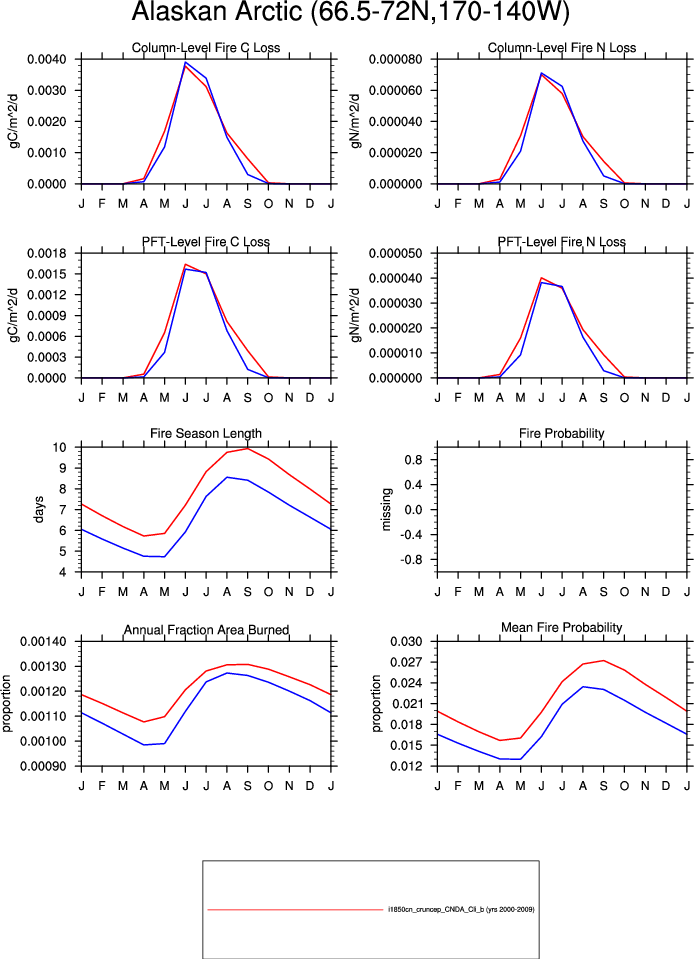 Alaskan Arctic (66.5-72N,170-140W)
Column-Level Fire C Loss
gC/m^2/d
0.0040
0.0030
0.0020
0.0010
0.0000
J F M A M J J A S O N D J
Column-Level Fire N Loss
gN/m^2/d
0.000080
0.000060
0.000040
0.000020
0.000000
J F M A M J J A S O N D J
PFT-Level Fire C Loss
gC/m^2/d
0.0018
0.0015
0.0012
0.0009
0.0006
0.0003
0.0000
J F M A M J J A S O N D J
PFT-Level Fire N Loss
gN/m^2/d
0.000050
0.000040
0.000030
0.000020
0.000010
0.000000
J F M A M J J A S O N D J
Fire Season Length
days
10
9
8
7
6
5
4
J F M A M J J A S O N D J
Fire Probability
missing
0.8
0.4
0.0
-0.4
-0.8
J F M A M J J A S O N D J
Annual Fraction Area Burned
proportion
0.00140
0.00130
0.00120
0.00110
0.00100
0.00090
J F M A M J J A S O N D J
Mean Fire Probability
proportion
0.030
0.027
0.024
0.021
0.018
0.015
0.012
J F M A M J J A S O N D J
i1850cn_cruncep_CNDA_Cli_b (yrs 2000-2009)